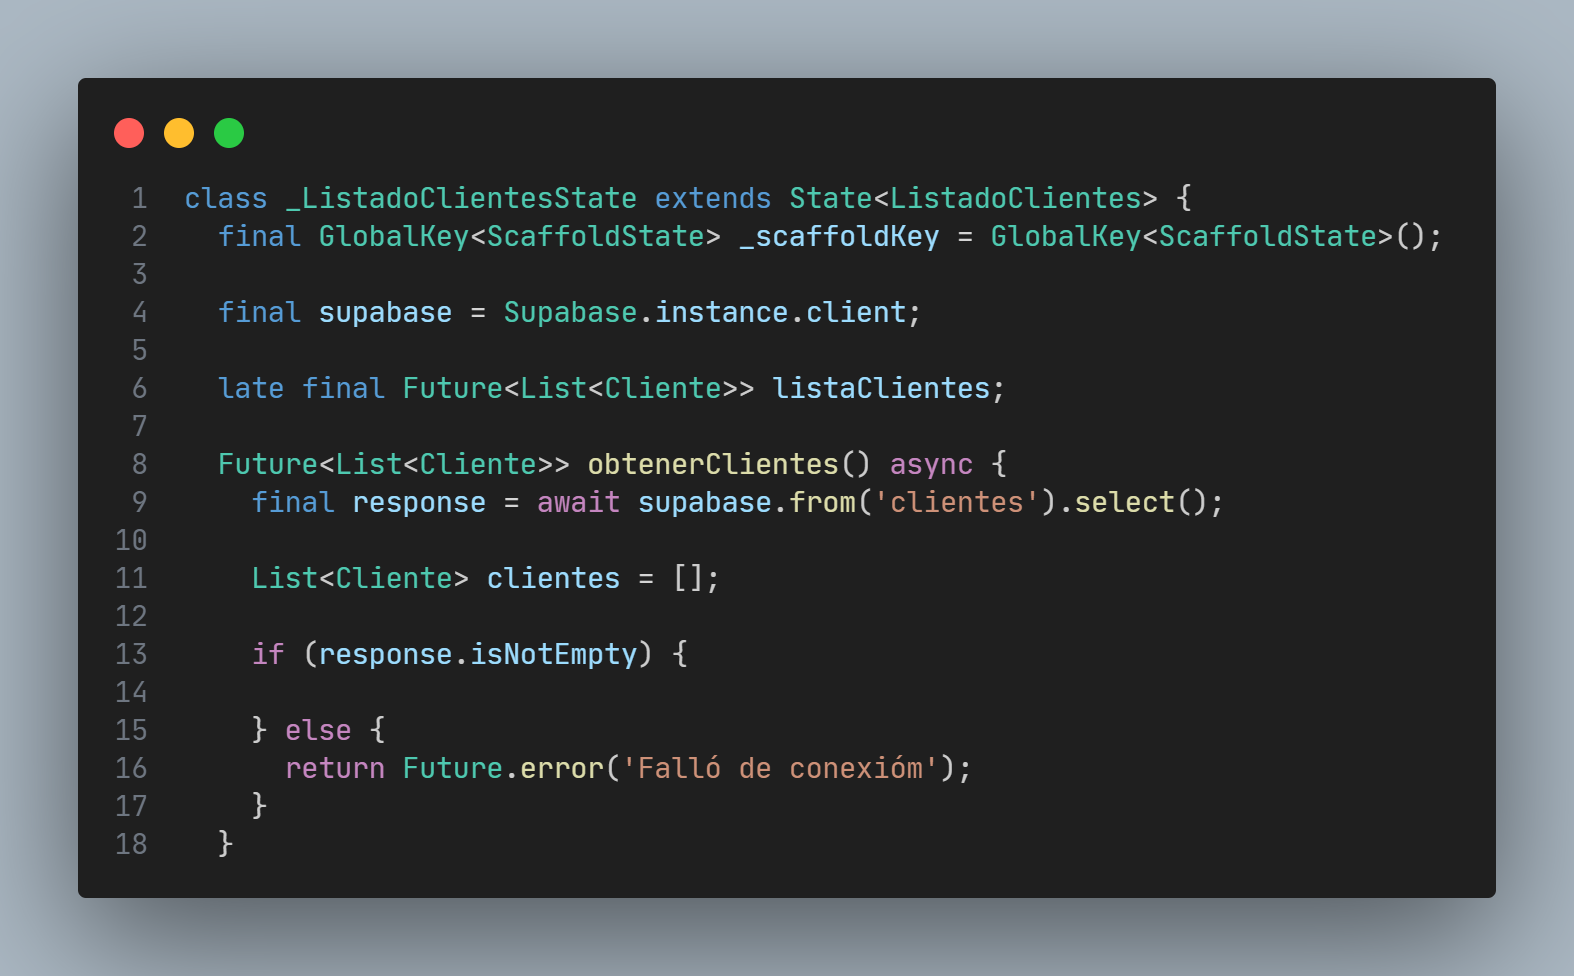 1 class _ListadoClientesState extends State<ListadoClientes> {
2   final GlobalKey<ScaffoldState> _scaffoldKey = GlobalKey<ScaffoldState>();
3
4   final supabase = Supabase.instance.client;
5
6   late final Future<List<Cliente>> listaClientes;
7
8   Future<List<Cliente>> obtenerClientes() async {
9     final response = await supabase.from('clientes').select();
10
11     List<Cliente> clientes = [];
12
13     if (response.isNotEmpty) {
14
15     } else {
16       return Future.error('Falló de conexióm');
17     }
18   }